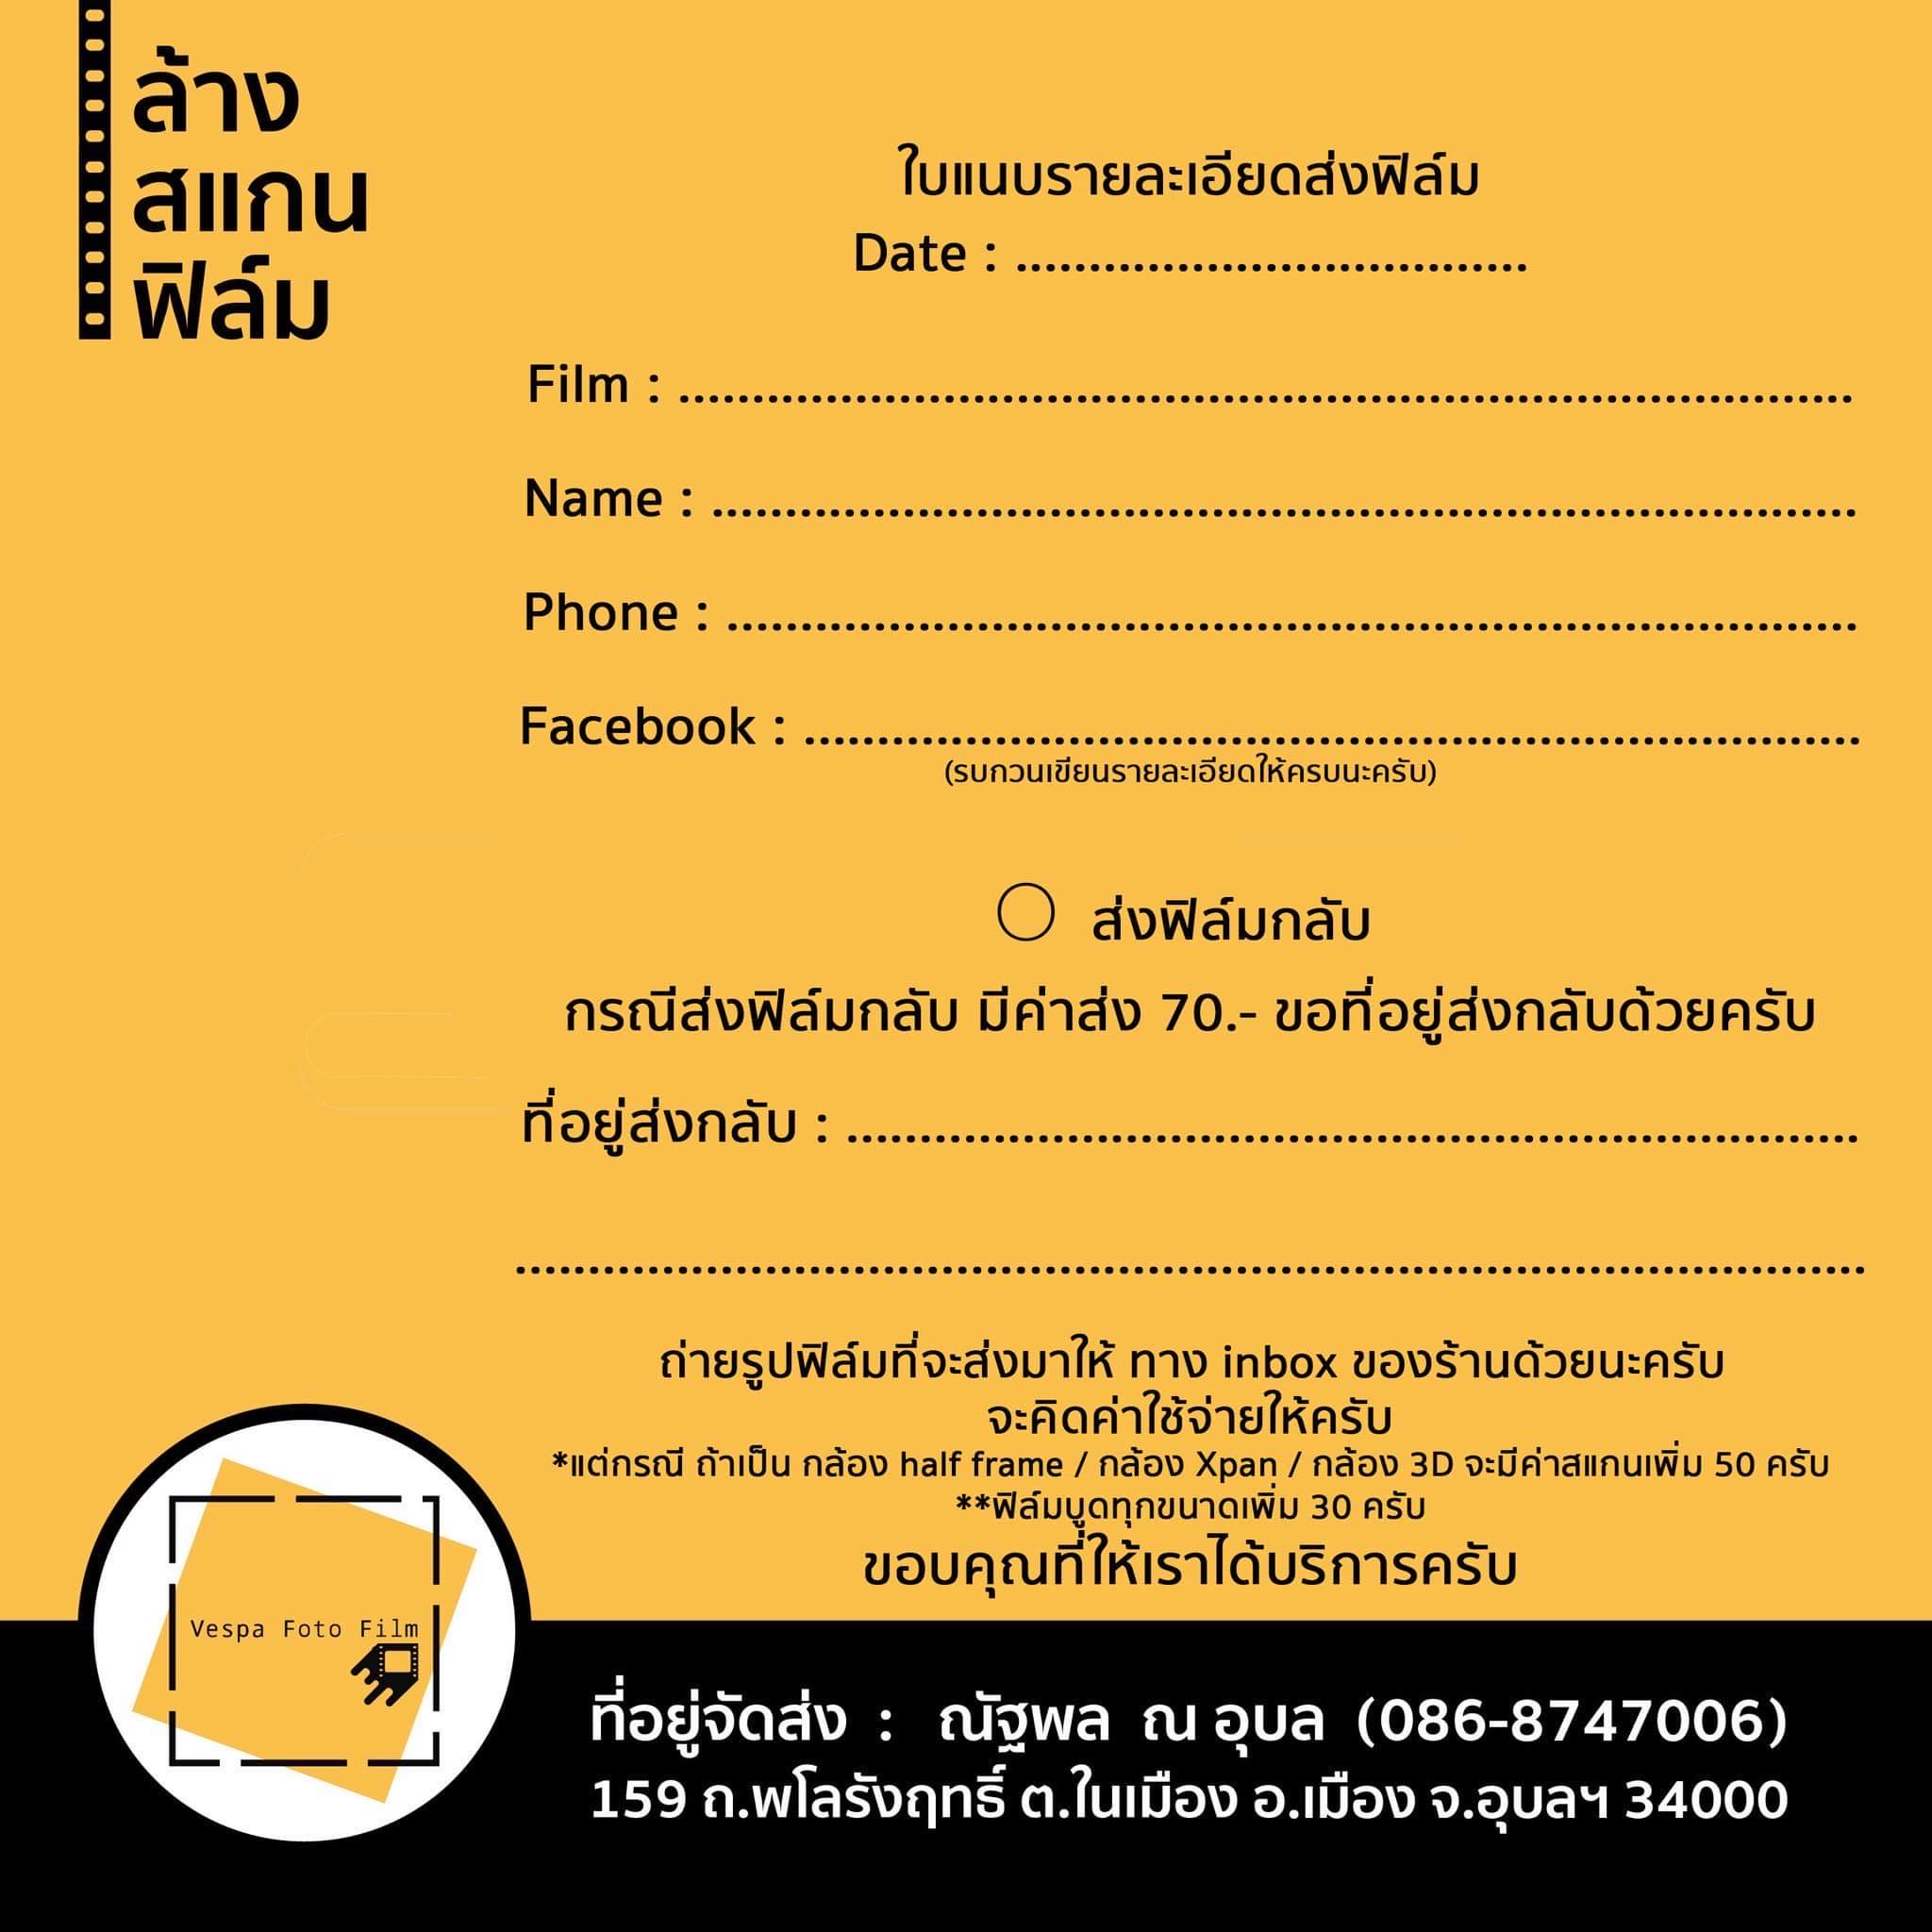 ล้าง
สแกน
ฟิล์ม
ใบแนบรายละเอียดส่งฟิล์ม
Date : ...................................
Film : ................................................................................
Name : ..............................................................................
Phone : .............................................................................
Facebook : ........................................................................
(รบกวนเขียนรายละเอียดให้ครบนะครับ)
ส่งฟิล์มกลับ
กรณีส่งฟิล์มกลับ มีค่าส่ง 70.- ขอที่อยู่ส่งกลับด้วยครับ
ที่อยู่ส่งกลับ : .....................................................................
............................................................................................
ถ่ายรูปฟิล์มที่จะส่งมาให้ ทาง inbox ของร้านด้วยนะครับ
จะคิดค่าใช้จ่ายให้ครับ
*แต่กรณี ถ้าเป็น กล้อง half frame / กล้อง Xpan / กล้อง 3D จะมีค่าสแกนเพิ่ม 50 ครับ
**ฟิล์มบูดทุกขนาดเพิ่ม 30 ครับ
ขอบคุณที่ให้เราได้บริการครับ
Vespa Foto Film
ที่อยู่จัดส่ง : ณัฐพล ณ อุบล (086-8747006)
159 ถ.พโลรังฤทธิ์ ต.ในเมือง อ.เมือง จ.อุบลฯ 34000